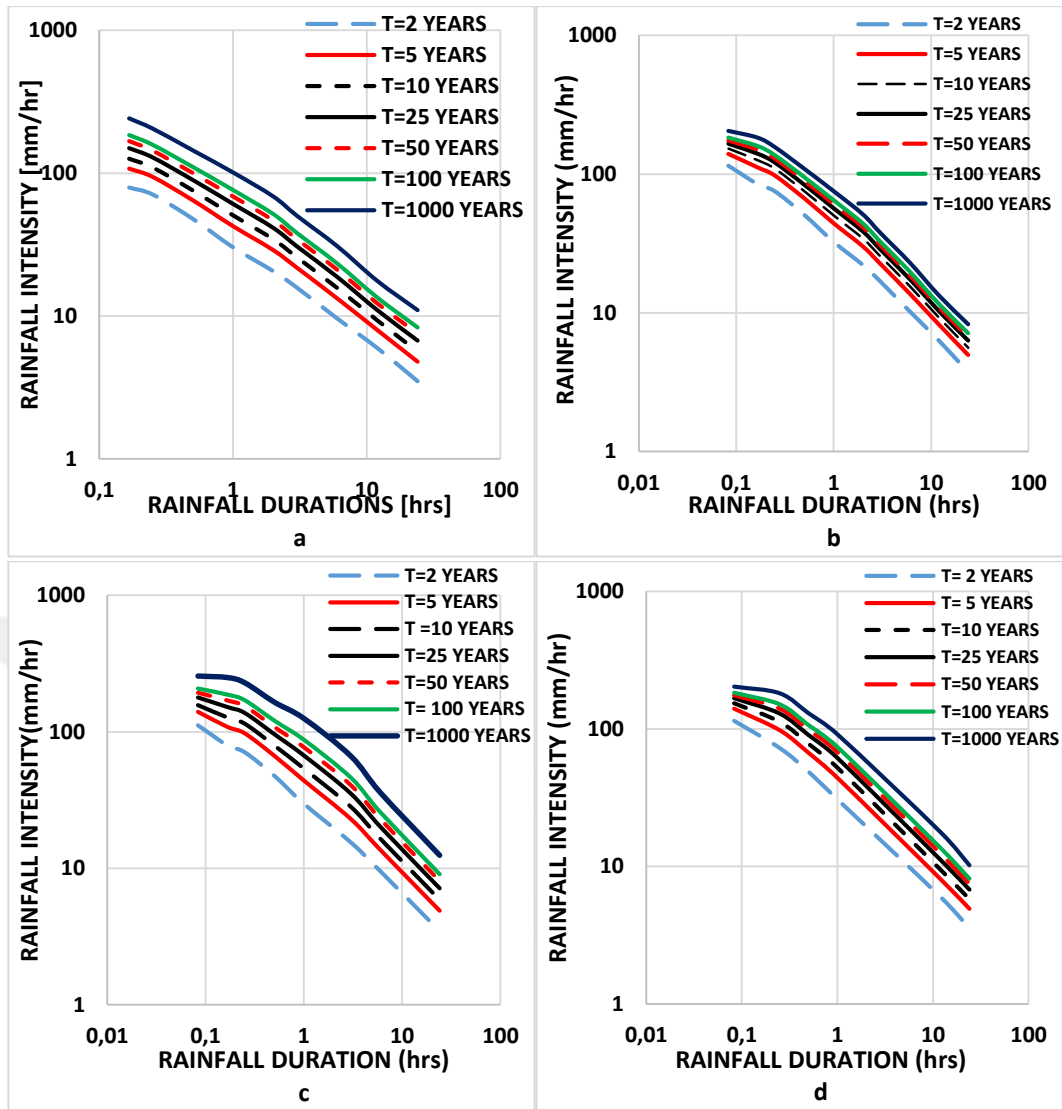 RAINFALL INTENSITY [mm/hr]
1000
100
10
1
0,1
1
10
100
RAINFALL DURATIONS [hrs]
T=2 YEARS
T=5 YEARS
T=10 YEARS
T=25 YEARS
T=50 YEARS
T=100 YEARS
T=1000 YEARS
a
RAINFALL INTENSITY (mm/hr)
1000
100
10
1
0,01
0,1
1
10
100
RAINFALL DURATION (hrs)
T=2 YEARS
T=5 YEARS
T=10 YEARS
T=25 YEARS
T=50 YEARS
T=100 YEARS
T=1000 YEARS
b
RAINFALL INTENSITY(mm/hr)
1000
100
10
1
0,01
0,1
1
10
100
RAINFALL DURATION (hrs)
T=2 YEARS
T=5 YEARS
T =10 YEARS
T=25 YEARS
T=50 YEARS
T= 100 YEARS
T=1000 YEARS
c
RAINFALL INTENSITY (mm/hr)
1000
100
10
1
0,01
0,1
1
10
100
RAINFALL DURATION (hrs)
T= 2 YEARS
T= 5 YEARS
T=10 YEARS
T=25 YEARS
T=50 YEARS
T=100 YEARS
T=1000 YEARS
d